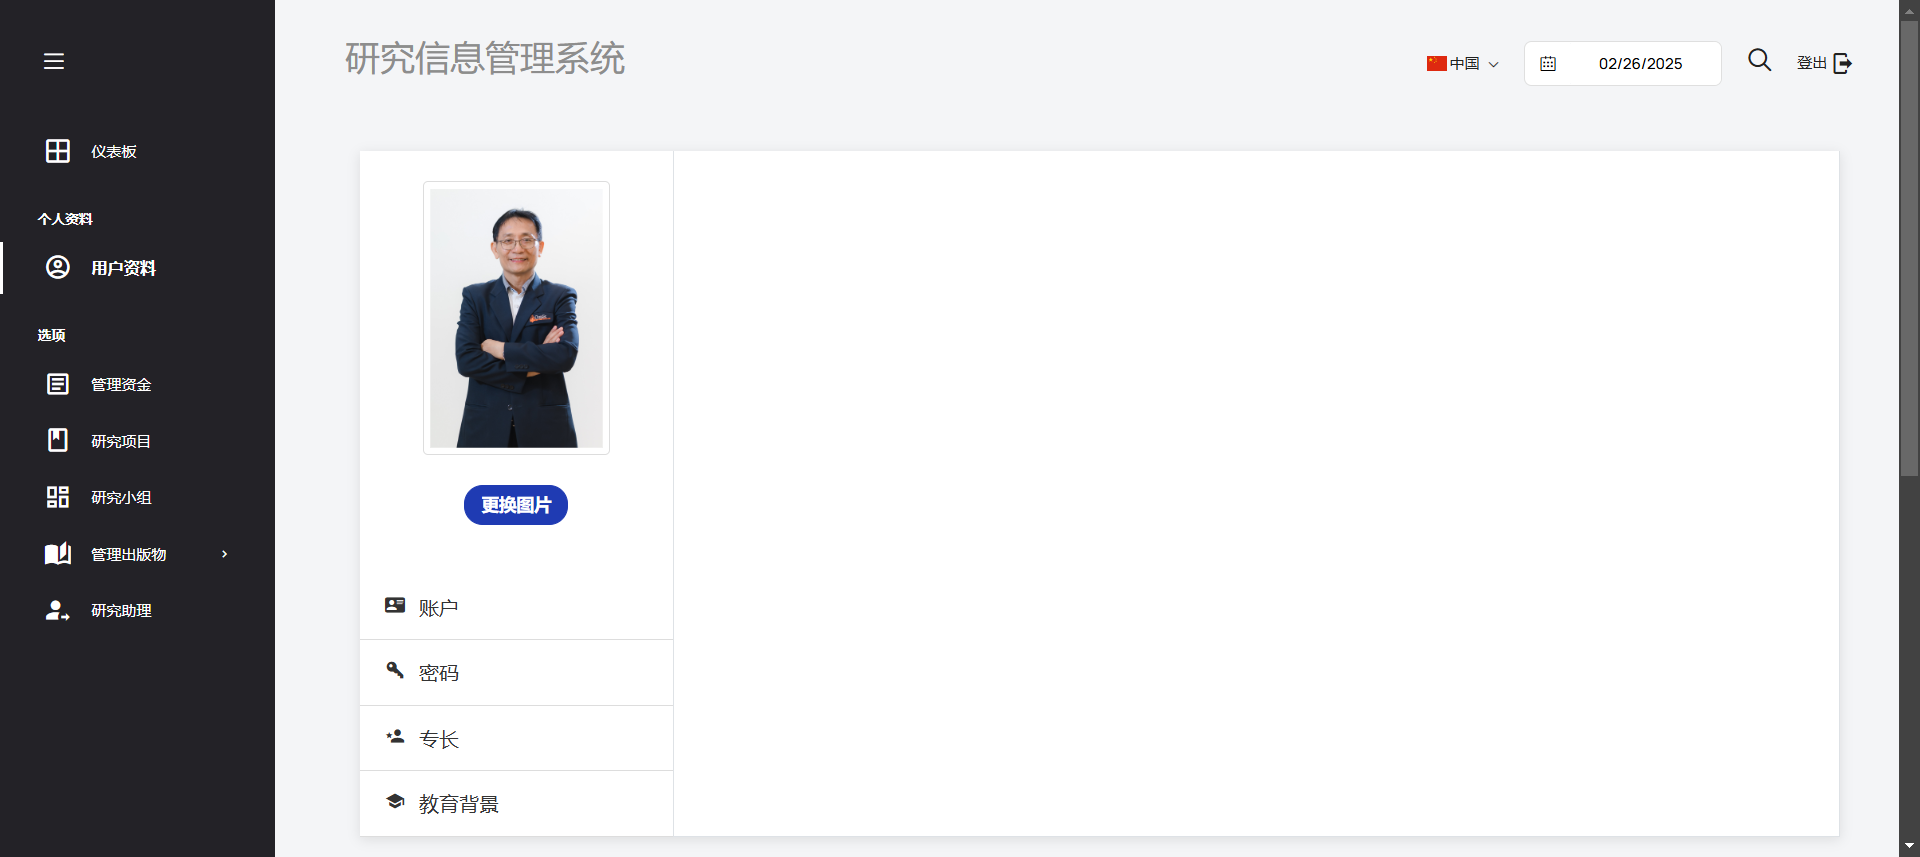 研究信息管理系统
中国
02/26/2025
登出
仪表板
个人资料
用户资料
选项
管理资金
研究项目
研究小组
管理出版物
研究助理
更换图片
账户
密码
专长
教育背景